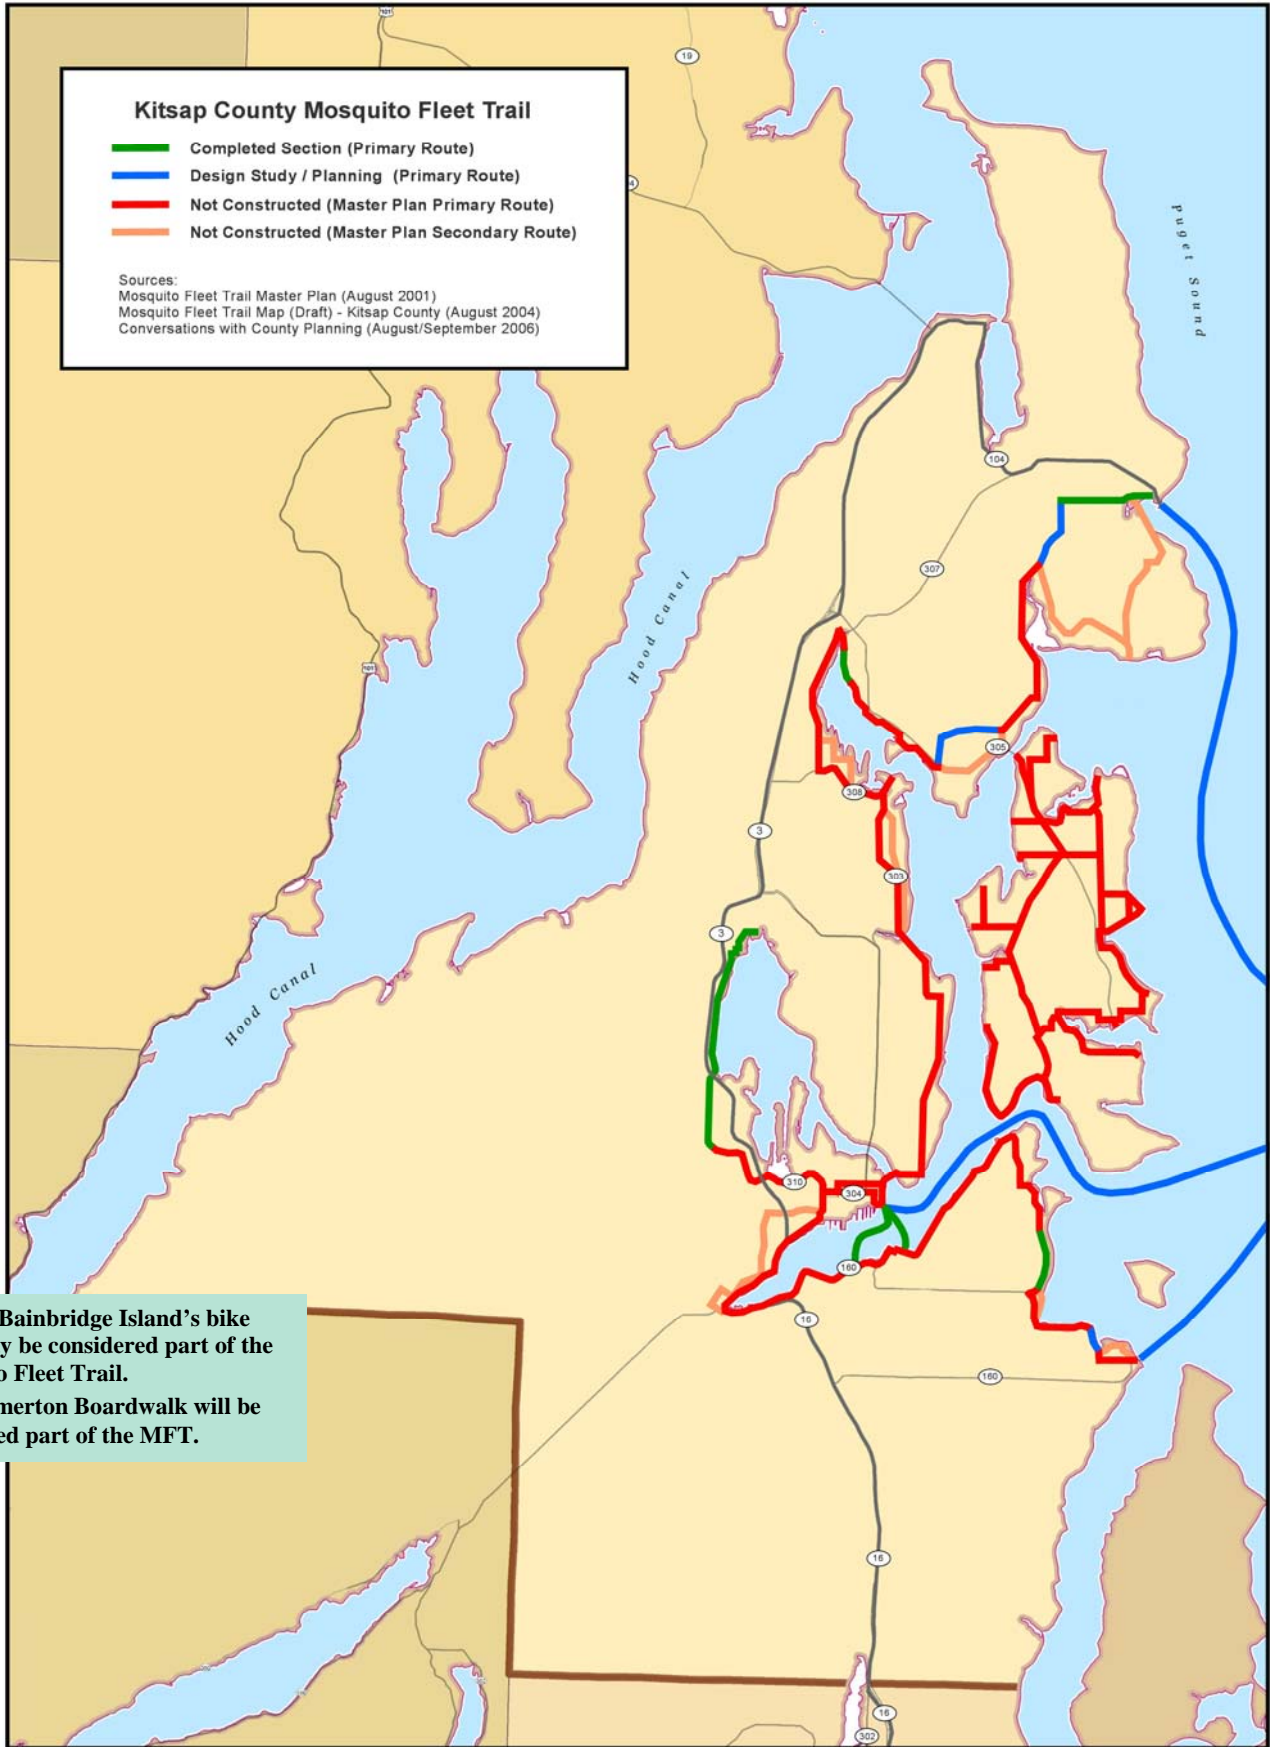 101
19
Kitsap County Mosquito Fleet Trail
Completed Section (Primary Route)
Design Study / Planning (Primary Route)
Not Constructed (Master Plan Primary Route)
Not Constructed (Master Plan Secondary Route)
Sources:
Mosquito Fleet Trail Master Plan (August 2001)
Mosquito Fleet Trail Map (Draft) - Kitsap County (August 2004)
Conversations with County Planning (August/September 2006)
Puget Sound
104
307
Hood Canal
101
305
308
3
303
3
Hood Canal
310
304
160
16
160
Bainbridge Island's bike
y be considered part of the
o Fleet Trail.
merton Boardwalk will be
ed part of the MFT.
16
16
302